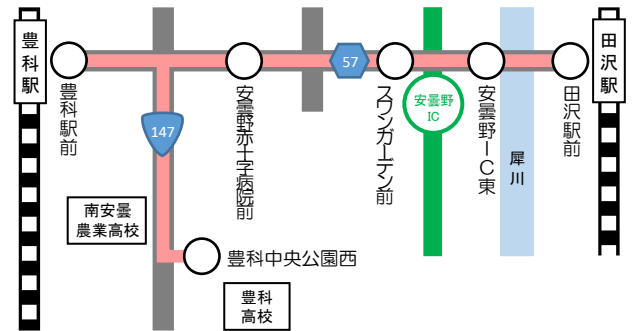 豊科駅
田沢駅
57
豊科駅前
安曇野赤十字病院前
スワンガーデン前
安曇野
IC
安曇野IC東
田沢駅前
147
犀川
南安曇
農業高校
豊科中央公園西
豊科
高校